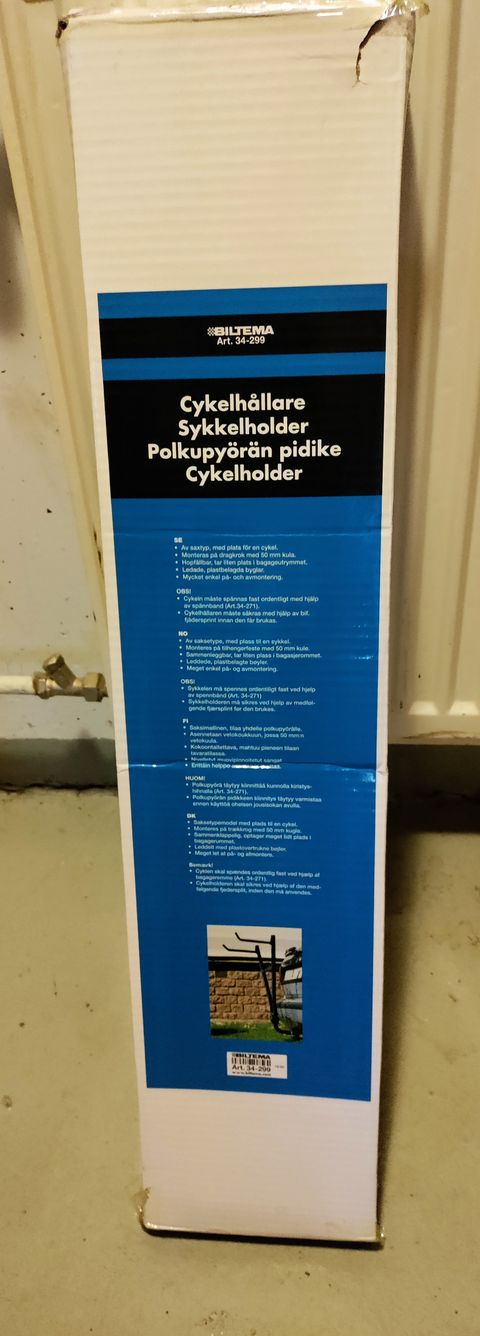 BILTEMA
Art. 34-299
Cykelhållare
Sykkelholder
Polkupyörän pidike
Cykelholder
SE
• Av saxtyp, med plats för en cykel.
• Monteras på dragkrok med 50 mm kula.
• Hopfällbar, tar liten plats i bagageutrymmet.
• Ledade, plastbelagda byglar.
• Mycket enkel på- och avmontering.
OBS!
• Cykeln måste spännas fast ordentligt med hjälp
av spännband (Art.34-271).
• Cykelhållaren måste säkras med hjälp av bif.
fjädersprint innan den får brukas.
NO
• Av saksetype, med plass til en sykkel.
• Monteres på tilhengerfeste med 50 mm kule.
• Sammenleggbar, tar liten plass i bagasjerommet.
• Leddede, plastbelagte bøyler.
• Meget enkel på- og avmontering.
OBS!
• Sykkelen må spennes ordentligt fast ved hjelp
av spennbånd (Art. 34-271)
• Sykkelholderen må sikres ved hjelp av medføl-
gende fjærsplint før den brukes.
FI
• Saksimallinen, tilaa yhdelle polkupyörälle.
• Asennetaan vetokoukkuun, jossa 50 mm:n
vetokuula.
• Kokoontaitettava, mahtuu pieneen tilaan
tavaratilassa.
• Nivelletyt muovipinnoitetut sangat.
• Erittäin helppo
HUOM!
• Polkupyörä täytyy kiinnittää kunnolla kiristys-
hihnalla (Art. 34-271).
• Polkupyörän pidikkeen kiinnitys täytyy varmistaa
ennen käyttöä oheisen jousisokan avulla.
DK
• Saksetypemodel med plads til en cykel.
• Monteres på trækkrog med 50 mm kugle.
• Sammenklappelig, optager meget lidt plads i
bagagerummet.
• Leddelt med plastovertrukne bøjler.
• Meget let at på- og afmontere.
Bemærk!
• Cyklen skal spændes ordentlig fast ved hjælp af
bagageremme (Art. 34-271).
• Cykelholderen skal sikres ved hjælp af den med-
følgende fjedersplit, inden den må anvendes.
BILTEMA
Art. 34-299
www.biltema.com